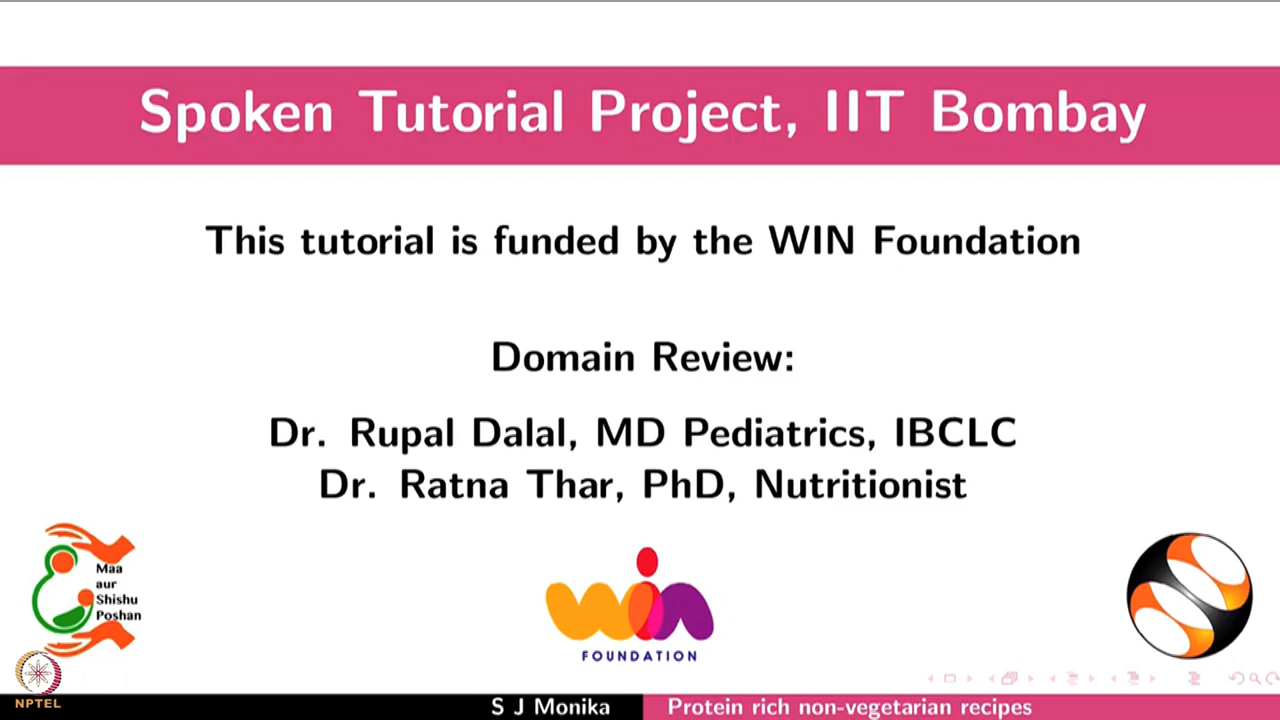 Spoken Tutorial Project, IIT Bombay
This tutorial is funded by the WIN Foundation
Domain Review:
Dr. Rupal Dalal, MD Pediatrics, IBCLC
Dr. Ratna Thar, PhD, Nutritionist
Maa
aur
Shishu
Poshan
win
FOUNDATION
NPTEL
S J Monika
Protein rich non-vegetarian recipes